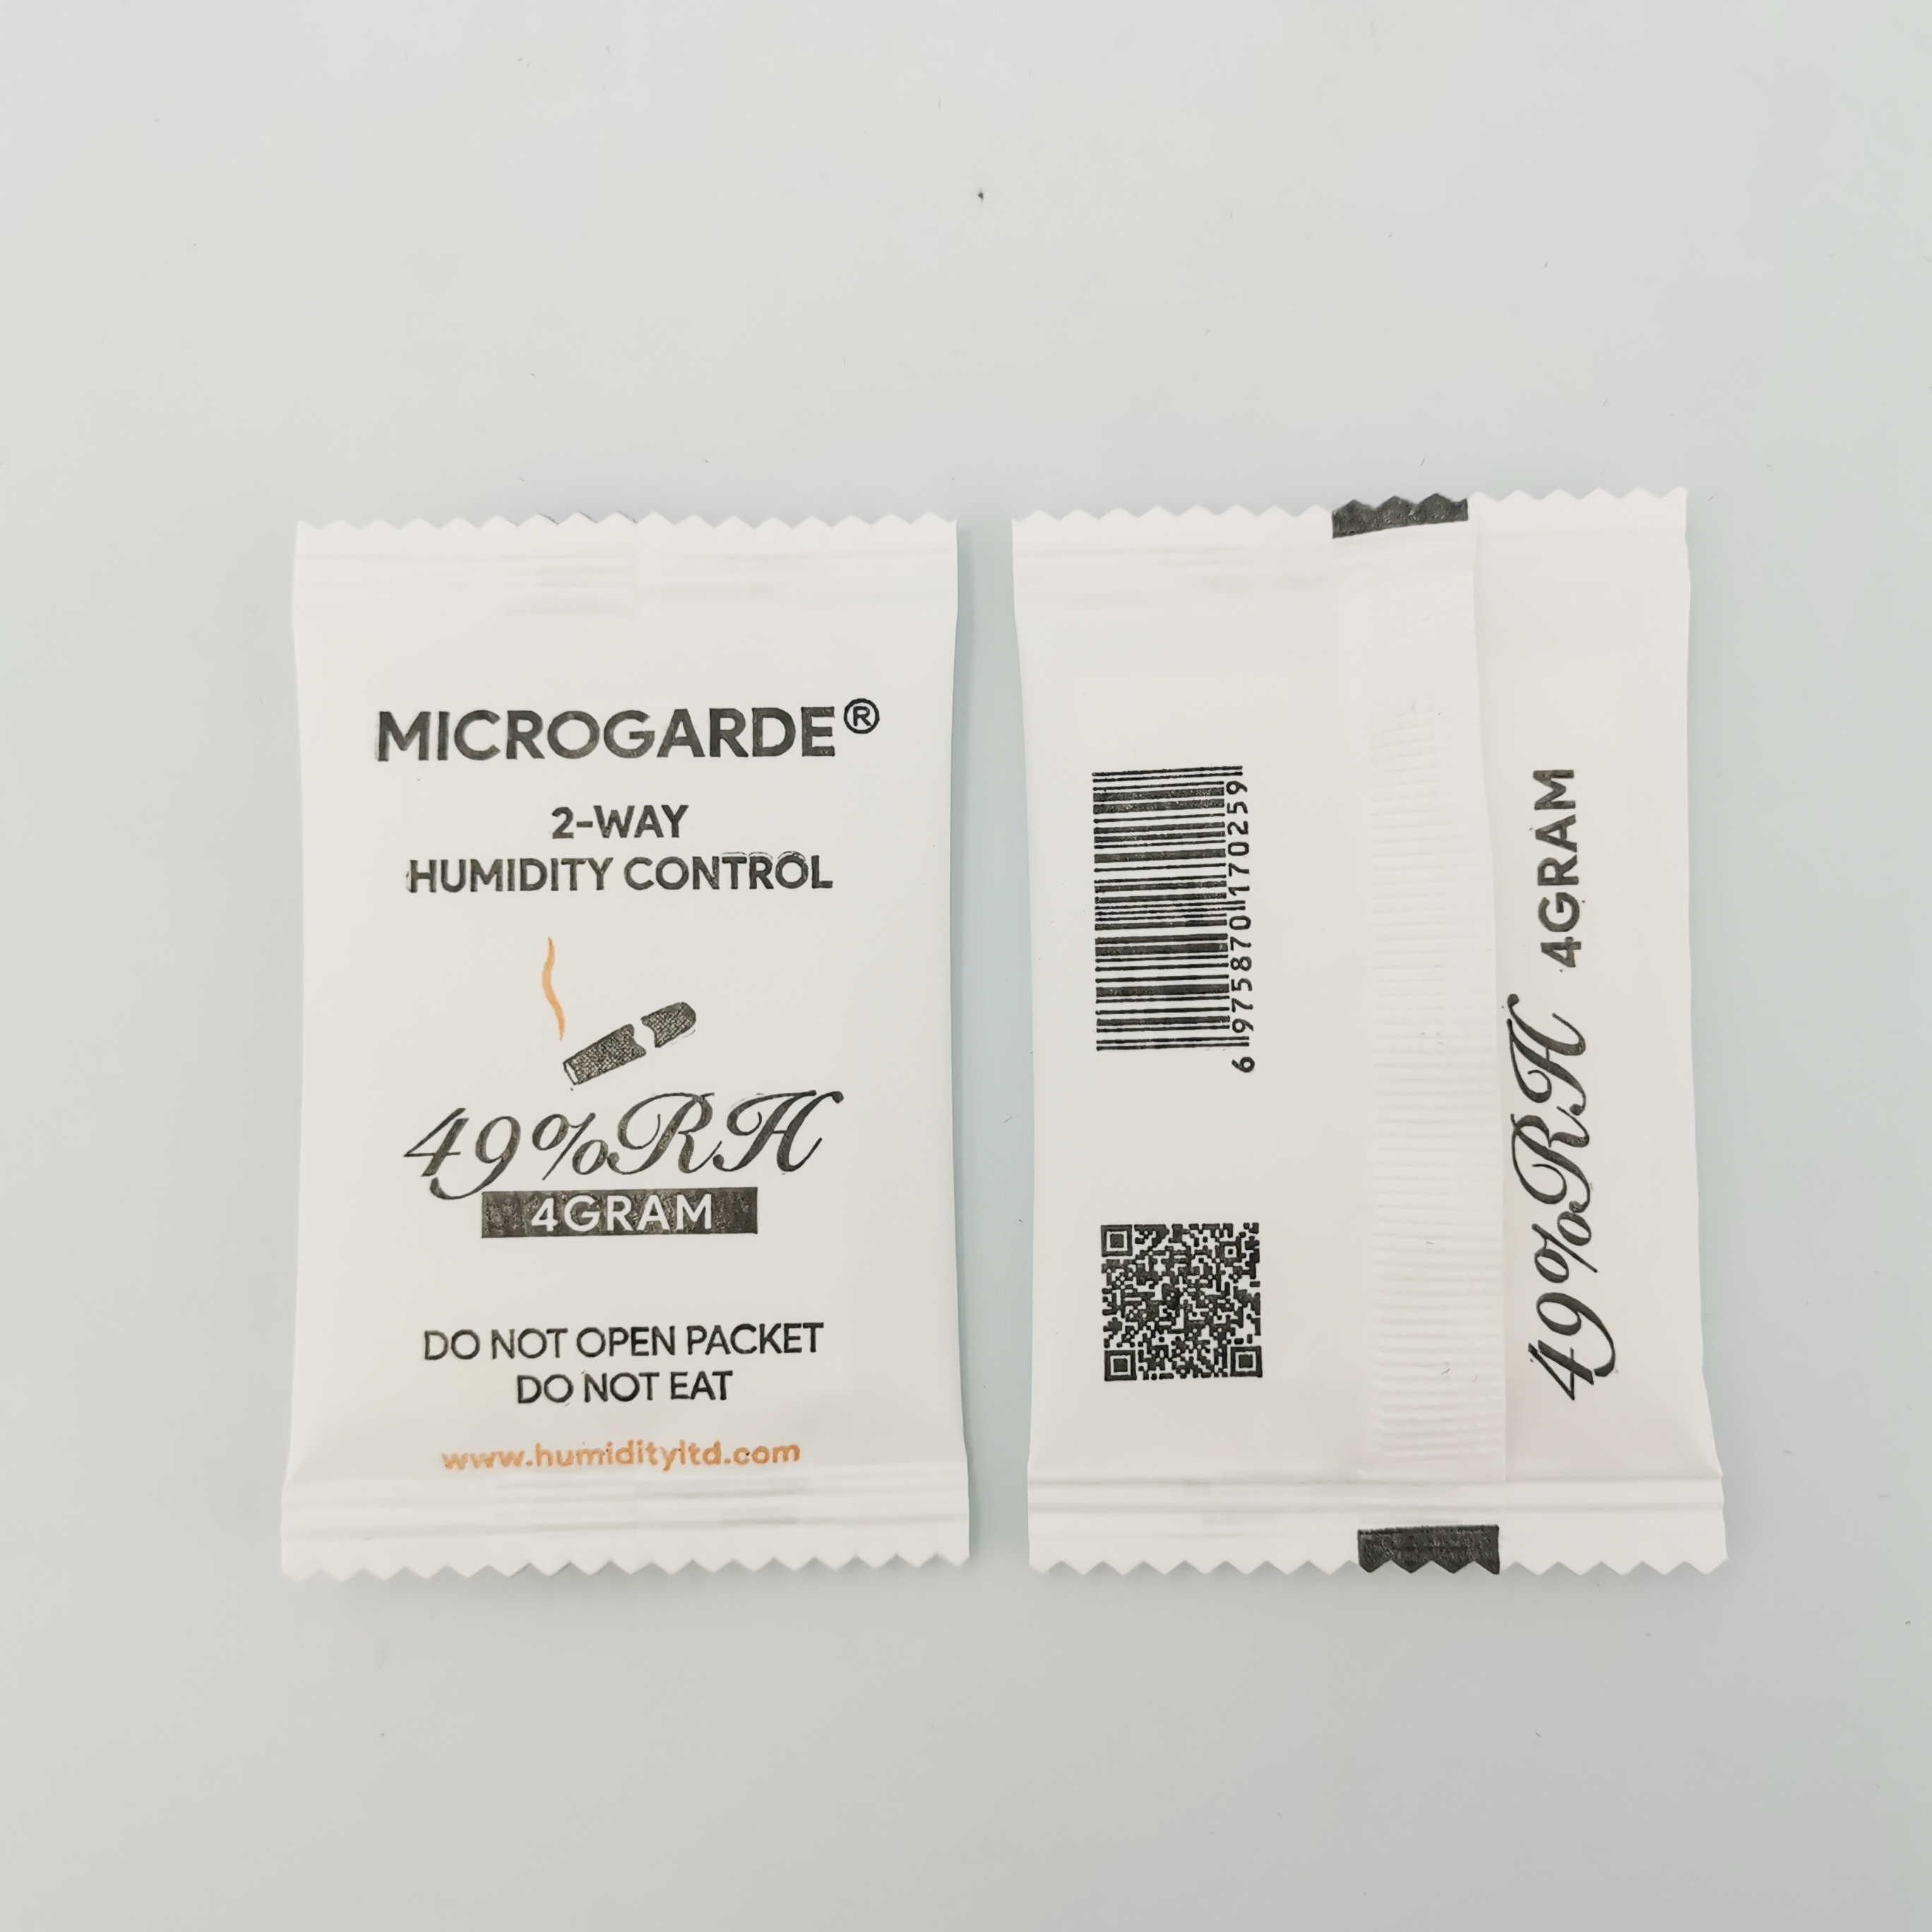 MICROGARDE®
2-WAY
HUMIDITY CONTROL
49%RH
4GRAM
DO NOT OPEN PACKET
DO NOT EAT
www.humidityltd.com
6 975870 170259
49%RH 4GRAM